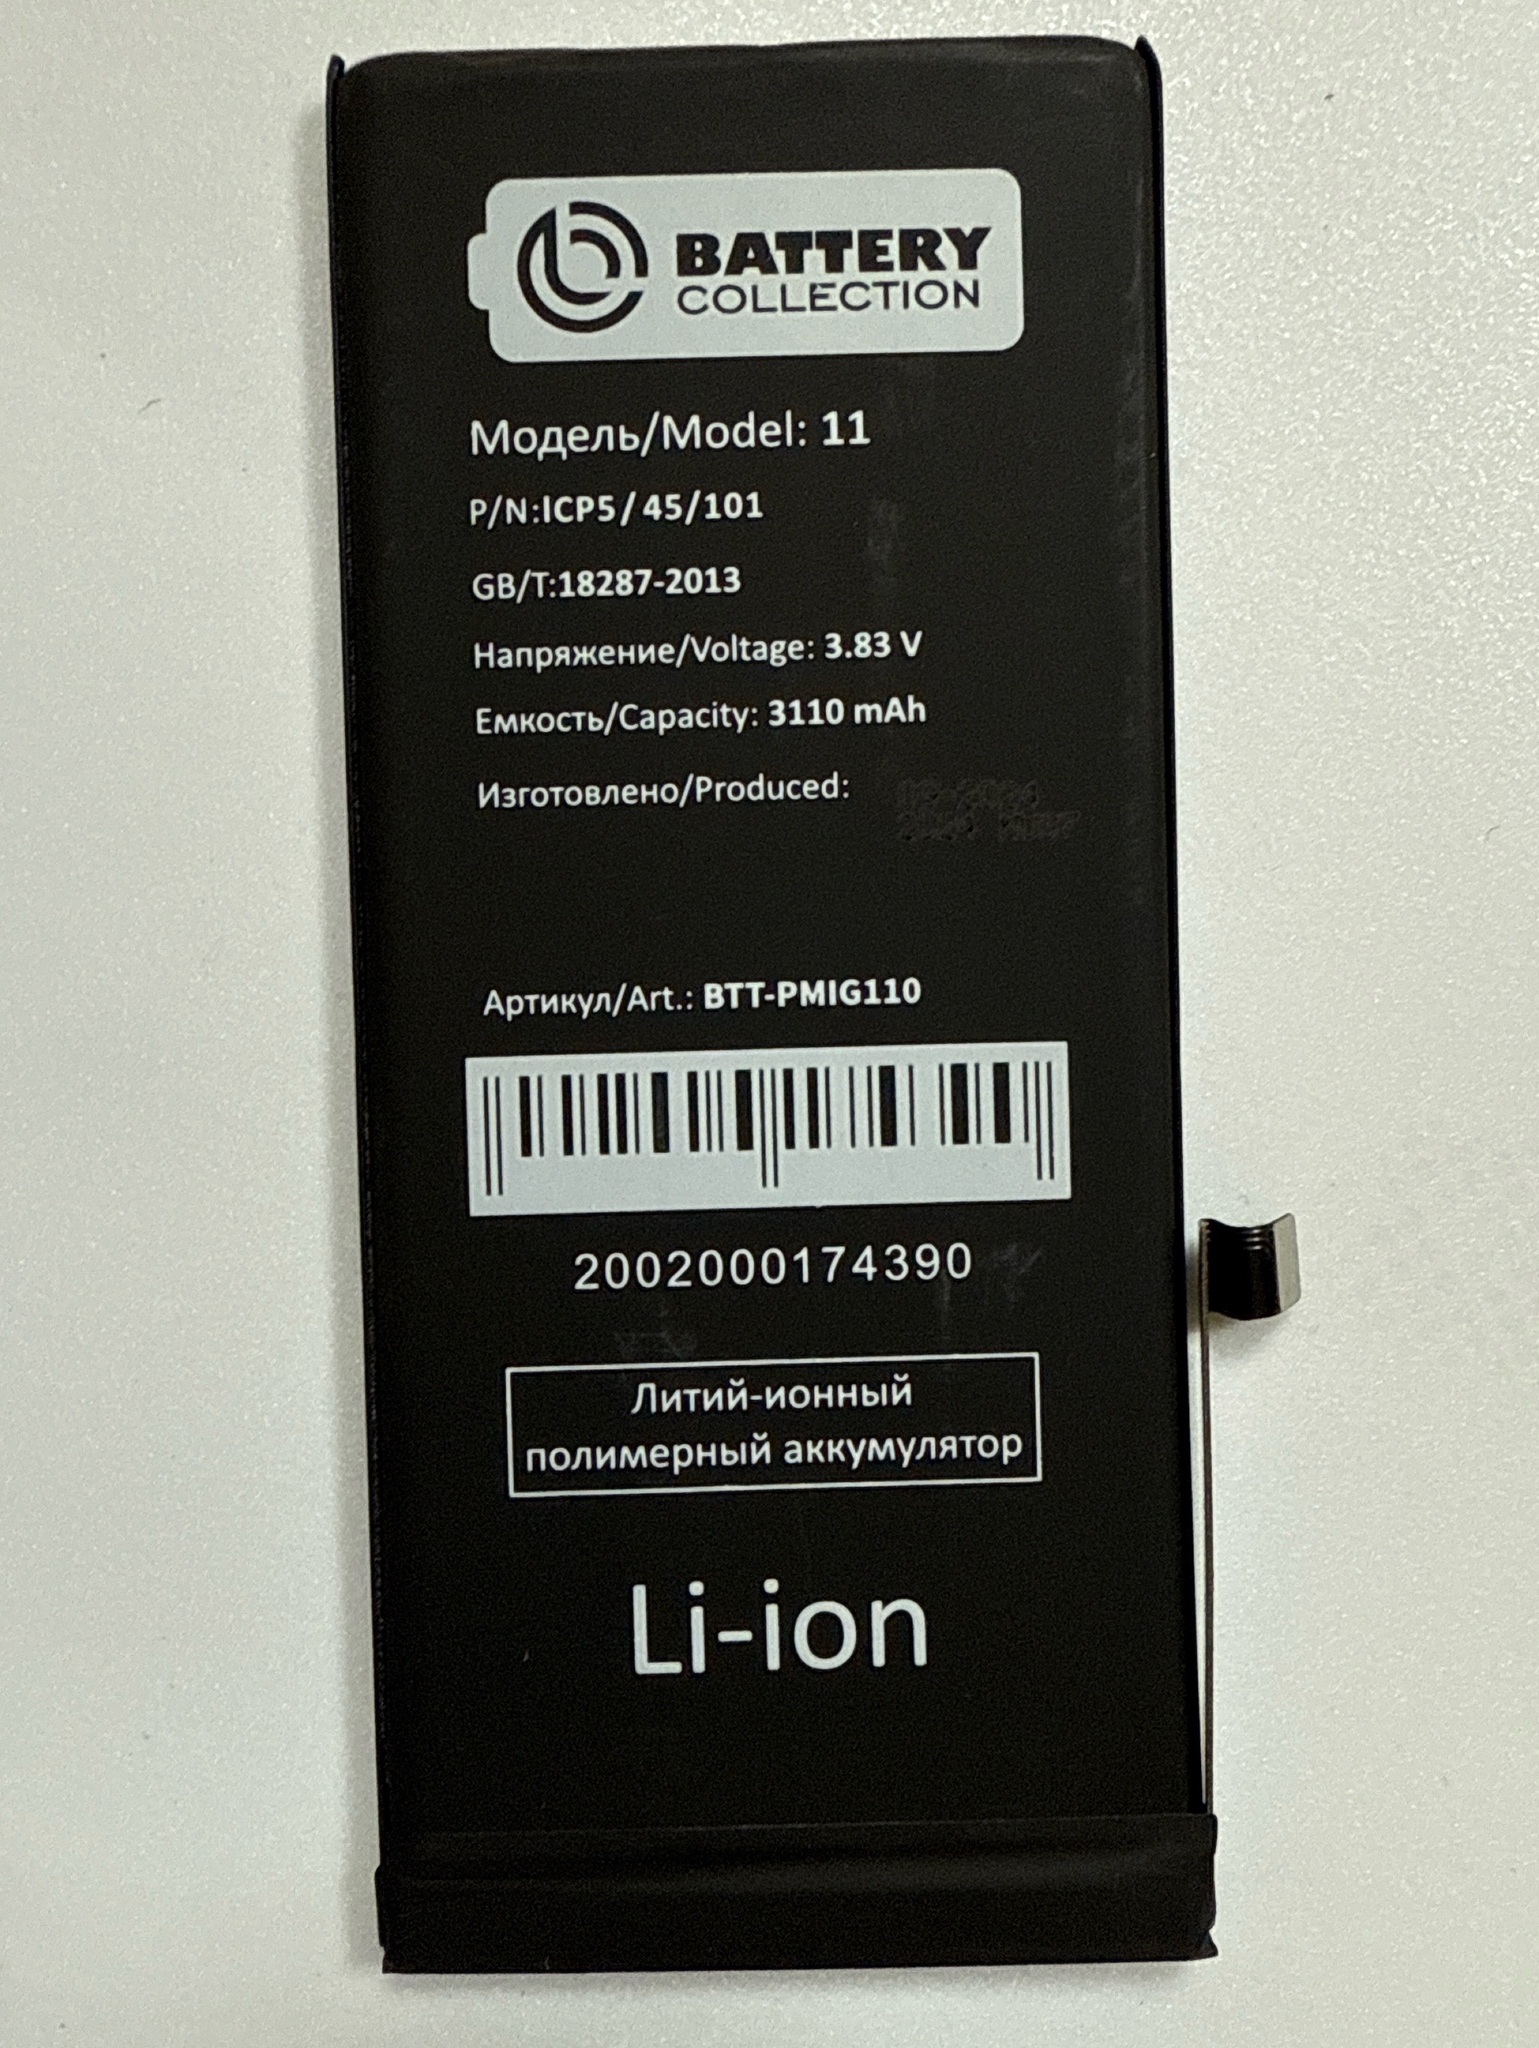 BATTERY
COLLECTION
Модель/Model: 11
P/N:ICP5/45/101
GB/T:18287-2013
Напряжение/Voltage: 3.83 V
Емкость/Capacity: 3110 mAh
Изготовлено/Produced:
Артикул/Art.: BTT-PMIG110
2002000174390
Литий-ионный
полимерный аккумулятор
Li-ion